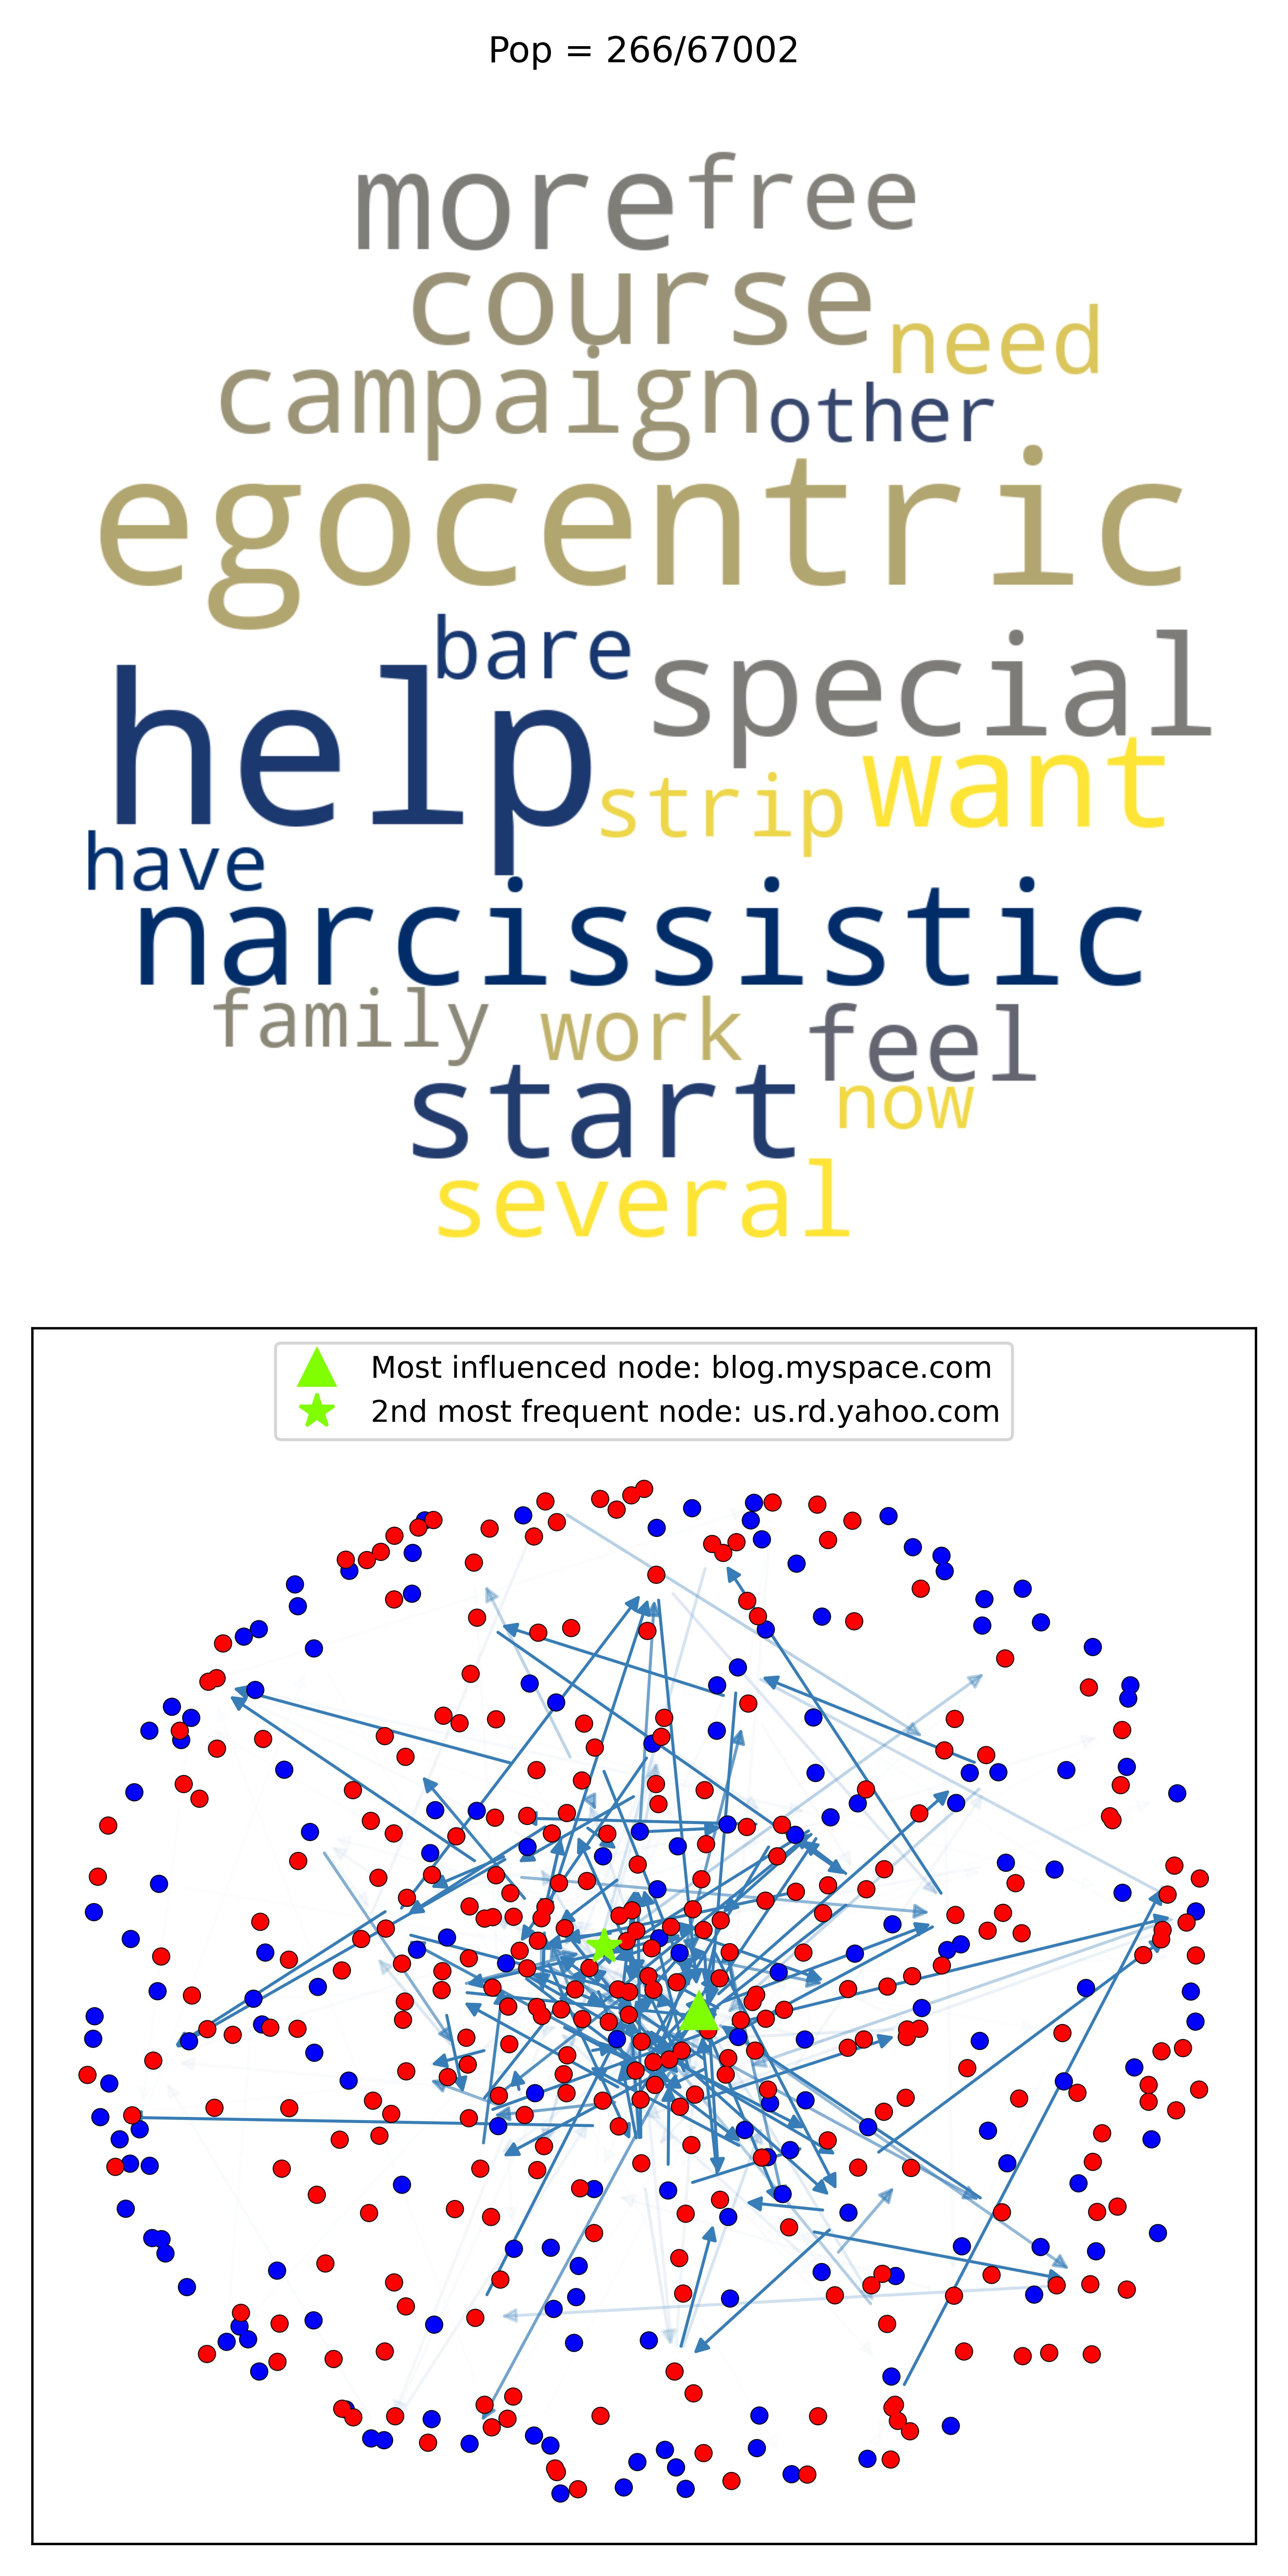 Pop = 266/67002
more free
course
need
campaign
other
egocentric
bare
special
help
want
strip
have
narcissistic
family work feel
now
start
several
Most influenced node: blog.myspace.com
2nd most frequent node: us.rd.yahoo.com